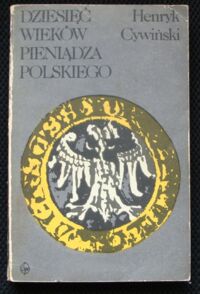 DZIESIĘĆ
WIEKÓW
PIENIĄDZA
POLSKIEGO
Henryk
Cywiński